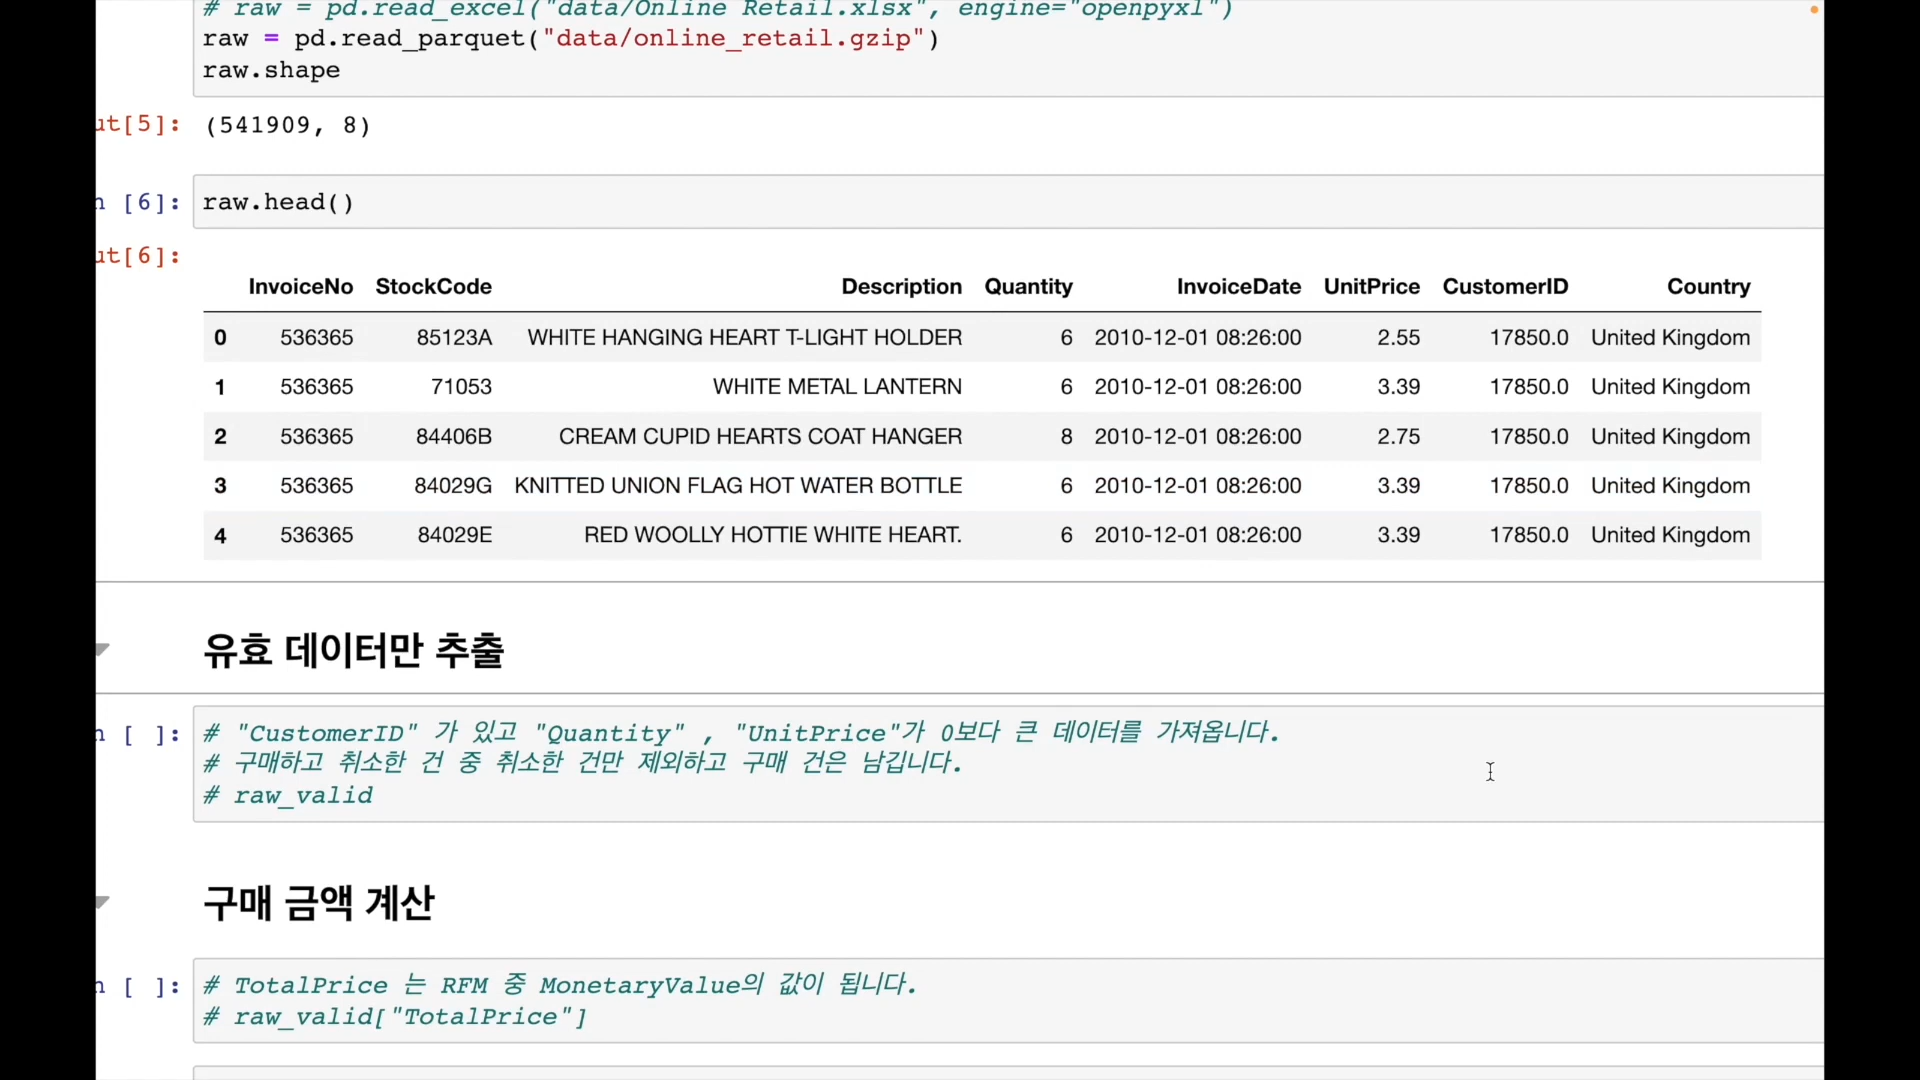 # raw = pd.read_excel("data/Online Retail.xlsx", engine="openpyxl")
raw = pd.read_parquet("data/online_retail.gzip")
raw.shape
ut[5]: (541909, 8)
n [6]: raw.head()
ut[6]:
InvoiceNo StockCode Description Quantity InvoiceDate UnitPrice CustomerID Country
0 536365 85123A WHITE HANGING HEART T-LIGHT HOLDER 6 2010-12-01 08:26:00 2.55 17850.0 United Kingdom
1 536365 71053 WHITE METAL LANTERN 6 2010-12-01 08:26:00 3.39 17850.0 United Kingdom
2 536365 84406B CREAM CUPID HEARTS COAT HANGER 8 2010-12-01 08:26:00 2.75 17850.0 United Kingdom
3 536365 84029G KNITTED UNION FLAG HOT WATER BOTTLE 6 2010-12-01 08:26:00 3.39 17850.0 United Kingdom
4 536365 84029E RED WOOLLY HOTTIE WHITE HEART. 6 2010-12-01 08:26:00 3.39 17850.0 United Kingdom
유효 데이터만 추출
n [ ]: # "CustomerID" 가 있고 "Quantity" , "UnitPrice"가 0보다 큰 데이터를 가져옵니다.
# 구매하고 취소한 건 중 취소한 건만 제외하고 구매 건은 남깁니다.
# raw_valid
구매 금액 계산
n [ ]: # TotalPrice 는 RFM 중 MonetaryValue의 값이 됩니다.
# raw_valid["TotalPrice"]